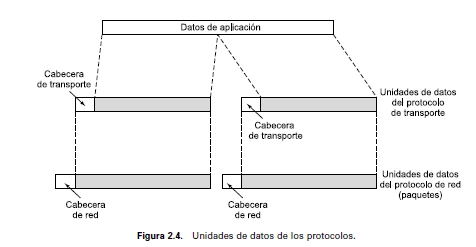 Datos de aplicación
Cabecera
de transporte
Unidades de datos
del protocolo
de transporte
Cabecera
de transporte
Unidades de datos
del protocolo de red
(paquetes)
Cabecera
de red
Cabecera
de red
Figura 2.4. Unidades de datos de los protocolos.